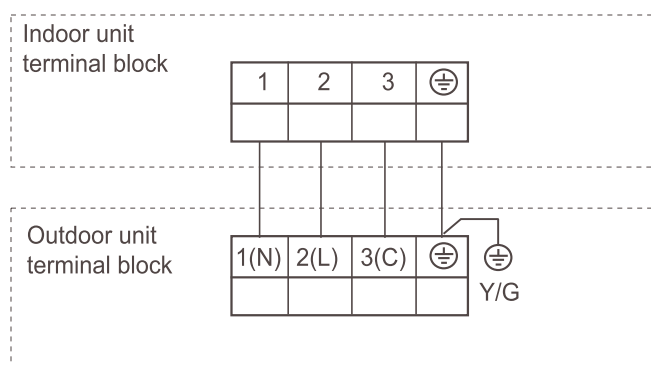 Indoor unit
terminal block
1 2 3
Outdoor unit
terminal block
1(N) 2(L) 3(C)
Y/G